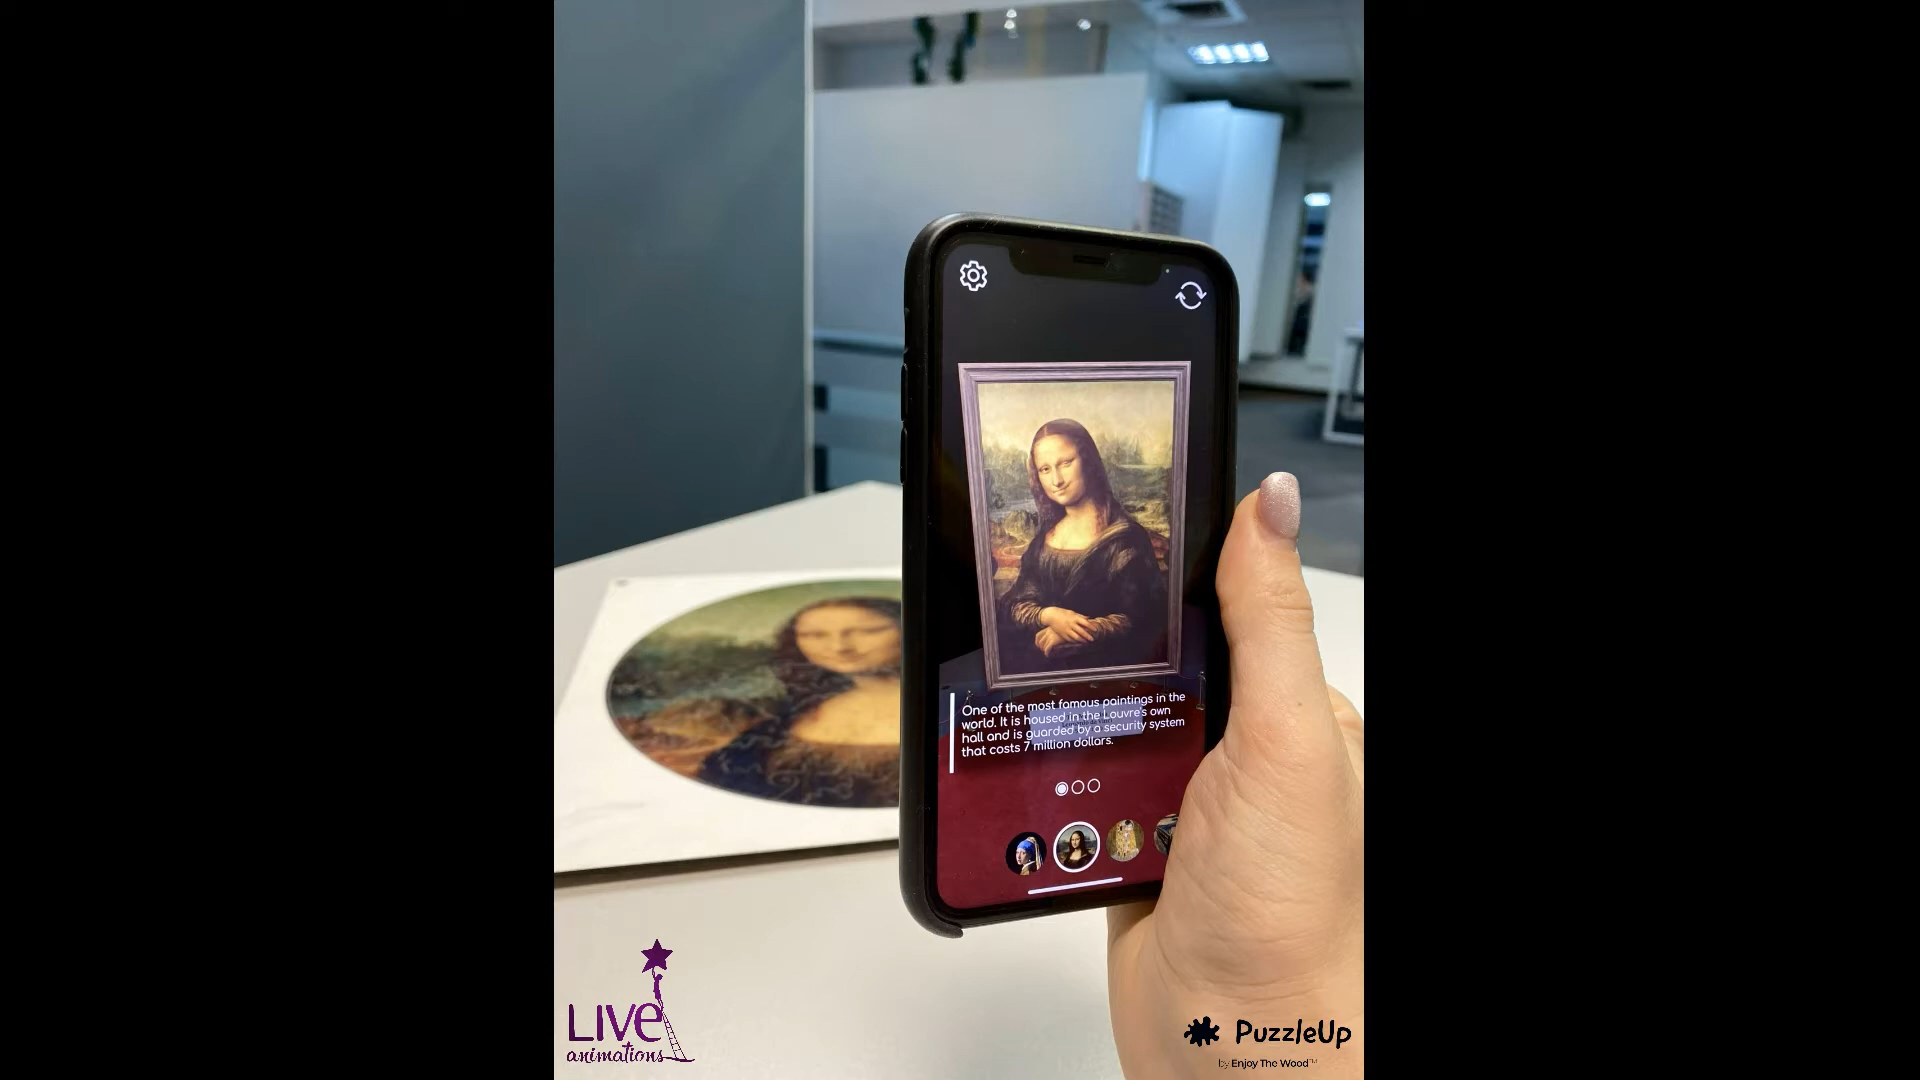 One of the most famous paintings in the
world. It is housed in the Louvre's own
hall and is guarded by a security system
that costs 7 million dollars.
LIVE
animations
PuzzleUp
by Enjoy The Wood™